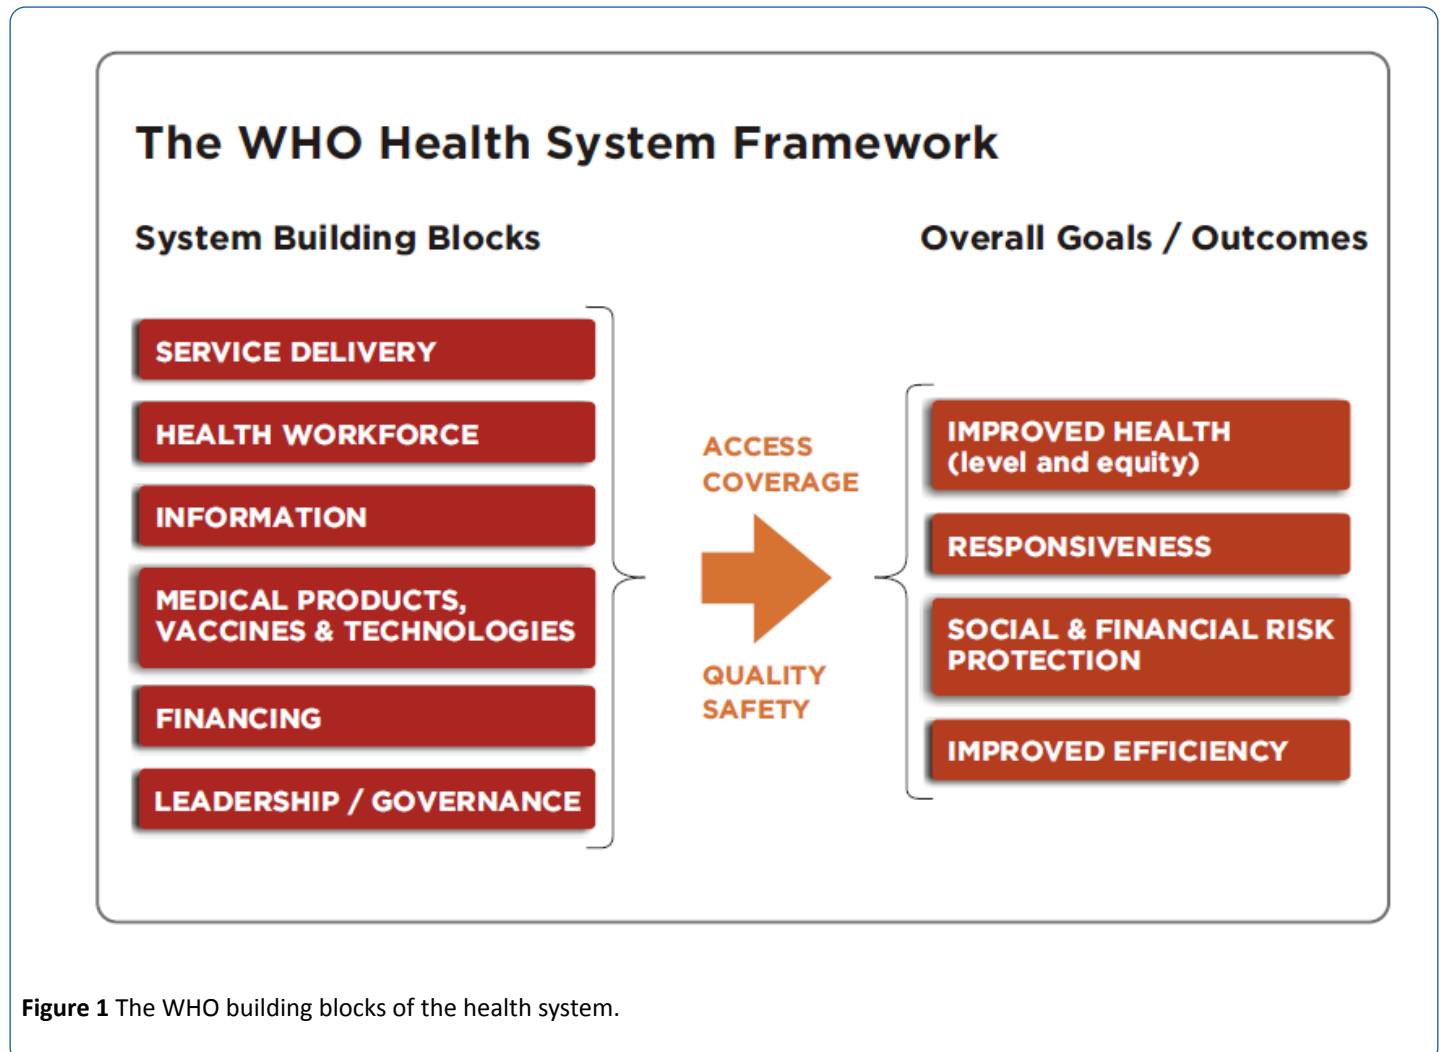 The WHO Health System Framework
System Building Blocks
Overall Goals / Outcomes
SERVICE DELIVERY
HEALTH WORKFORCE
INFORMATION
MEDICAL PRODUCTS,
VACCINES & TECHNOLOGIES
FINANCING
LEADERSHIP / GOVERNANCE
ACCESS
COVERAGE
QUALITY
SAFETY
IMPROVED HEALTH
(level and equity)
RESPONSIVENESS
SOCIAL & FINANCIAL RISK
PROTECTION
IMPROVED EFFICIENCY
Figure 1 The WHO building blocks of the health system.